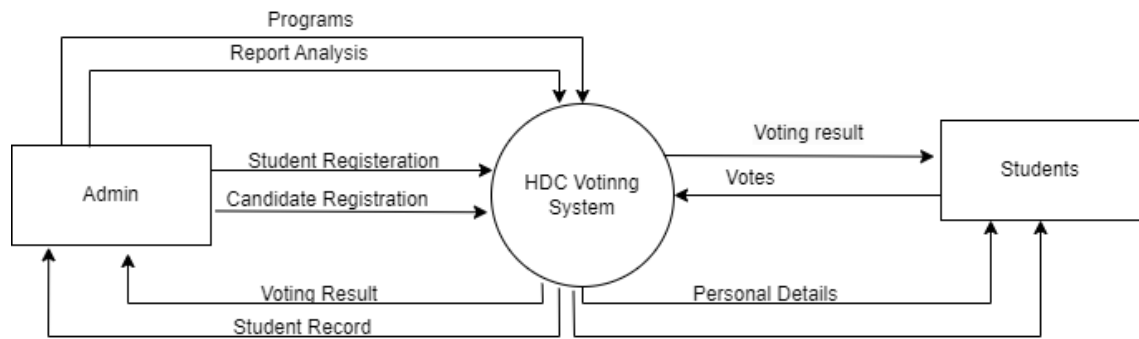 Programs
Report Analysis
Student Registeration
Candidate Registration
Admin
HDC Votinng
System
Voting result
Votes
Students
Voting Result
Student Record
Personal Details